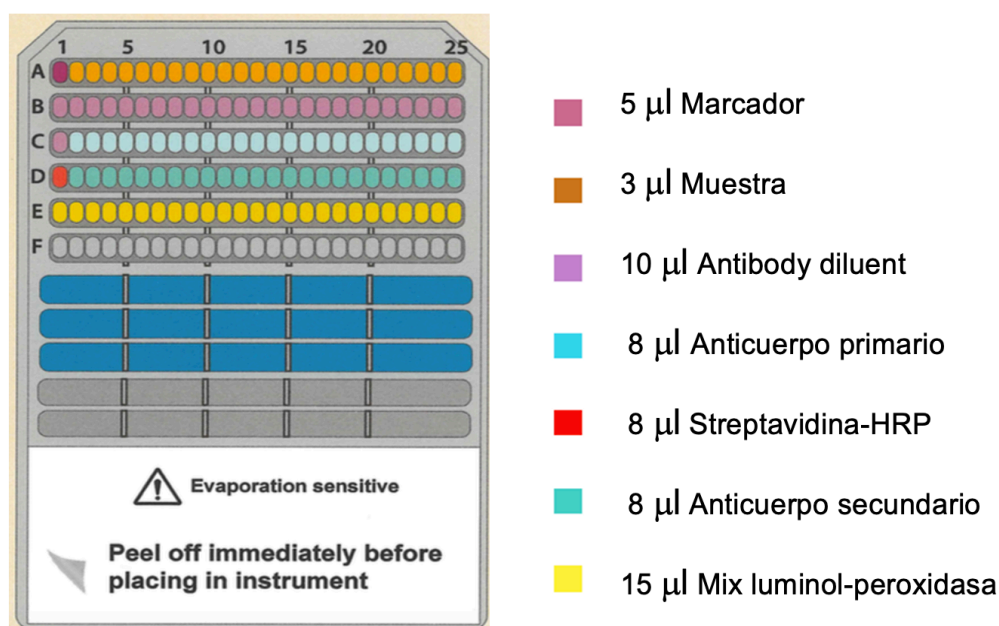 1 5 10 15 20 25
A
B
C
D
E
F
Evaporation sensitive
Peel off immediately before
placing in instrument
5 µl Marcador
3 µl Muestra
10 µl Antibody diluent
8 µl Anticuerpo primario
8 µl Streptavidina-HRP
8 µl Anticuerpo secundario
15 µl Mix luminol-peroxidasa